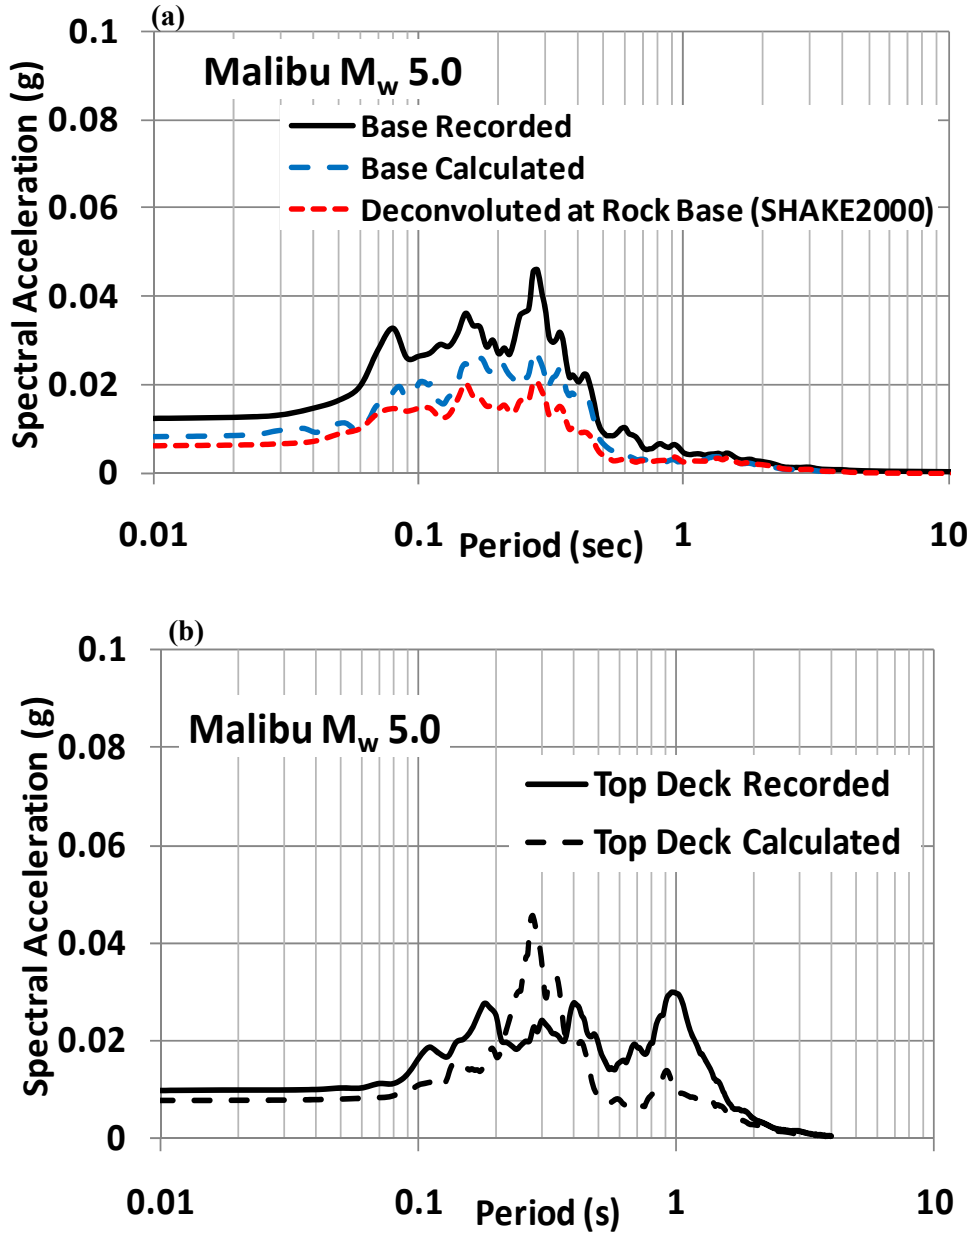 (a)
0.1
Malibu Mw 5.0
Base Recorded
Base Calculated
Deconvoluted at Rock Base (SHAKE2000)
0.08
0.06
0.04
0.02
0
Spectral Acceleration (g)
0.01 0.1 1 10
Period (sec)
(b)
0.1
Malibu Mw 5.0
Top Deck Recorded
Top Deck Calculated
0.08
0.06
0.04
0.02
0
Spectral Acceleration (g)
0.01 0.1 1 10
Period (s)